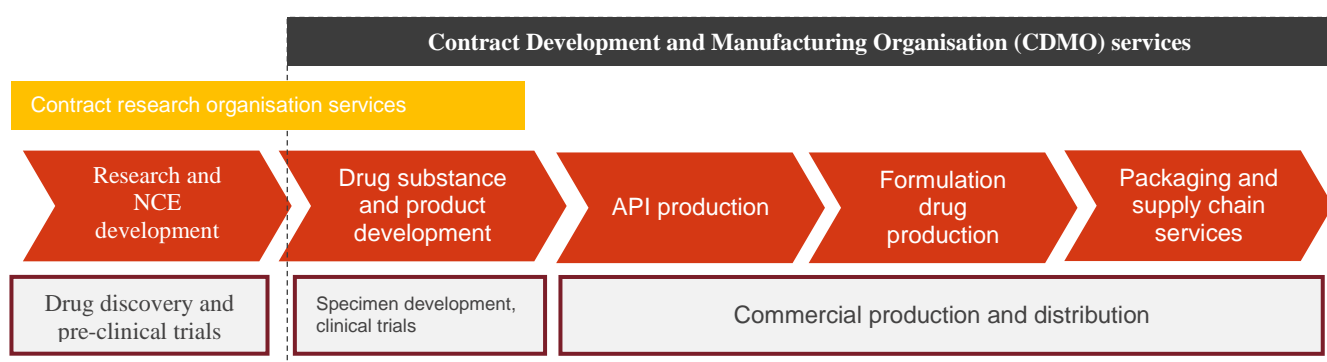 Contract Development and Manufacturing Organisation (CDMO) services
Contract research organisation services
Research and
NCE
development
Drug substance
and product
development
API production
Formulation
drug
production
Packaging and
supply chain
services
Drug discovery and
pre-clinical trials
Specimen development,
clinical trials
Commercial production and distribution